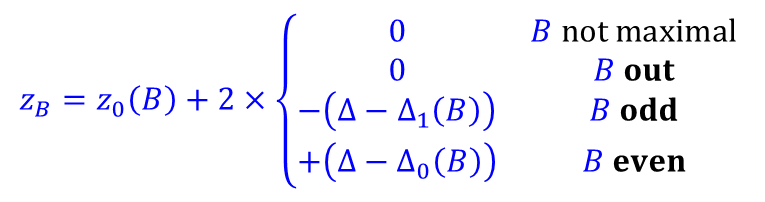 0 B not maximal
0 B out
z_B = z_0(B) + 2 × { −(Δ − Δ_1(B)) B odd
+(Δ − Δ_0(B)) B even